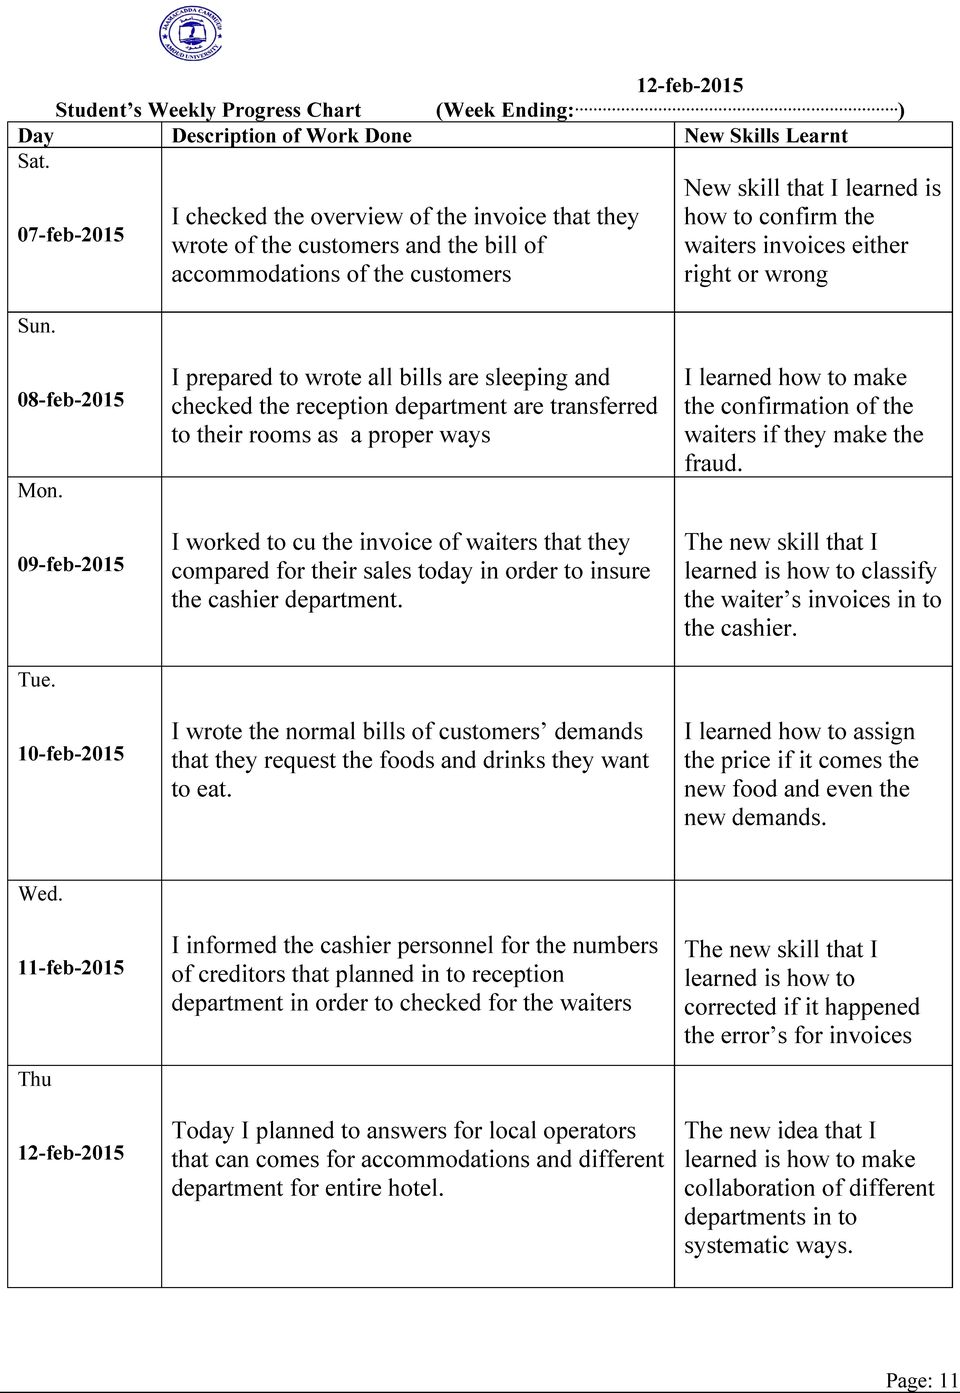 JAAMACADDA CAMUUD
AMOUD UNIVERSITY
12-feb-2015
Student’s Weekly Progress Chart (Week Ending:....................................................................)
Day Description of Work Done New Skills Learnt
Sat.
07-feb-2015
I checked the overview of the invoice that they
wrote of the customers and the bill of
accommodations of the customers
New skill that I learned is
how to confirm the
waiters invoices either
right or wrong
Sun.
08-feb-2015
I prepared to wrote all bills are sleeping and
checked the reception department are transferred
to their rooms as a proper ways
I learned how to make
the confirmation of the
waiters if they make the
fraud.
Mon.
09-feb-2015
I worked to cu the invoice of waiters that they
compared for their sales today in order to insure
the cashier department.
The new skill that I
learned is how to classify
the waiter’s invoices in to
the cashier.
Tue.
10-feb-2015
I wrote the normal bills of customers’ demands
that they request the foods and drinks they want
to eat.
I learned how to assign
the price if it comes the
new food and even the
new demands.
Wed.
11-feb-2015
I informed the cashier personnel for the numbers
of creditors that planned in to reception
department in order to checked for the waiters
The new skill that I
learned is how to
corrected if it happened
the error’s for invoices
Thu
12-feb-2015
Today I planned to answers for local operators
that can comes for accommodations and different
department for entire hotel.
The new idea that I
learned is how to make
collaboration of different
departments in to
systematic ways.
Page: 11